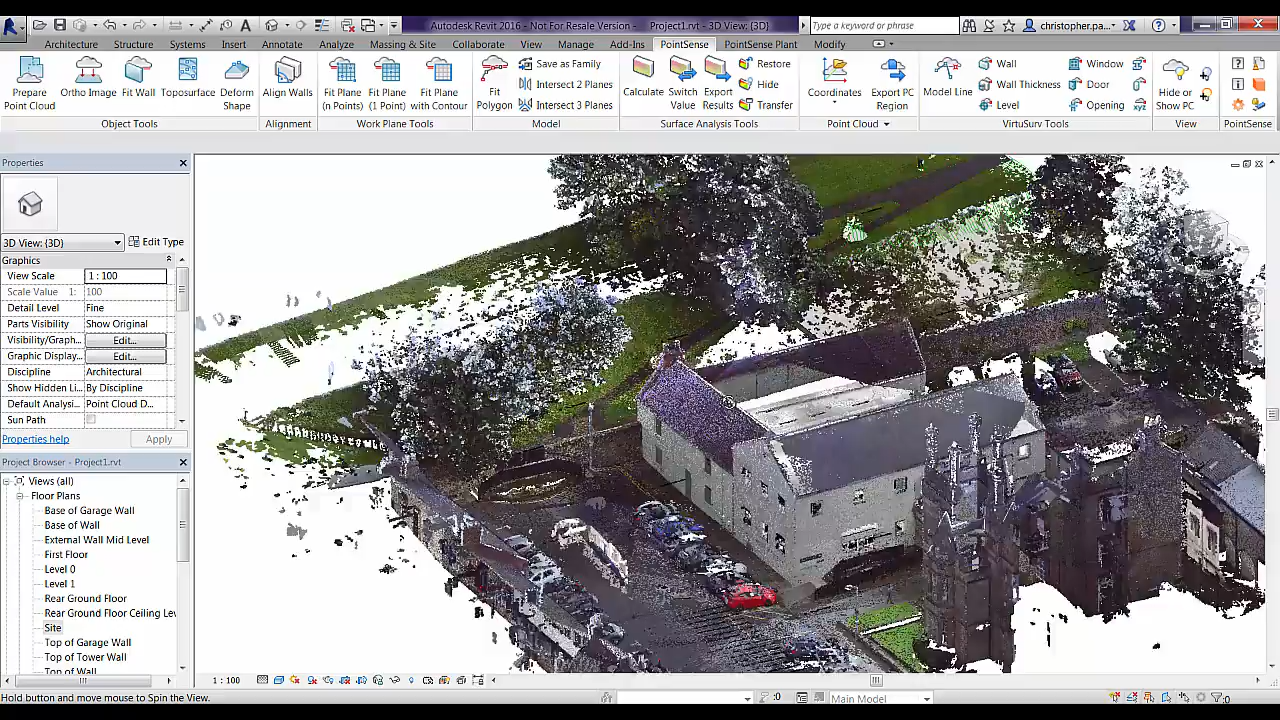 Autodesk Revit 2016 - Not For Resale Version - Project1.rvt - 3D View: {3D}
Type a keyword or phrase
christopher.pa...
Architecture Structure Systems Insert Annotate Analyze Massing & Site Collaborate View Manage Add-Ins PointSense PointSense Plant Modify
Prepare Point Cloud
Ortho Image
Fit Wall
Toposurface
Deform Shape
Align Walls
Fit Plane (n Points)
Fit Plane (1 Point)
Fit Plane with Contour
Fit Polygon
Save as Family
Intersect 2 Planes
Intersect 3 Planes
Calculate
Switch Value
Export Results
Restore
Hide
Transfer
Coordinates
Export PC Region
Model Line
Wall
Wall Thickness
Level
Window
Door
Opening
Hide or Show PC
Object Tools Alignment Work Plane Tools Model Surface Analysis Tools Point Cloud VirtuSurv Tools View PointSense
Properties
3D View: {3D}
Edit Type
Graphics
View Scale 1 : 100
Scale Value 1: 100
Detail Level Fine
Parts Visibility Show Original
Visibility/Graph... Edit...
Graphic Display... Edit...
Discipline Architectural
Show Hidden Li... By Discipline
Default Analysi... Point Cloud D...
Sun Path
Properties help
Apply
Project Browser - Project1.rvt
Views (all)
Floor Plans
Base of Garage Wall
Base of Wall
External Wall Mid Level
First Floor
Level 0
Level 1
Rear Ground Floor
Rear Ground Floor Ceiling Lev
Site
Top of Garage Wall
Top of Tower Wall
Top of Wall
1 : 100
Hold button and move mouse to Spin the View.
:0
Main Model
:0